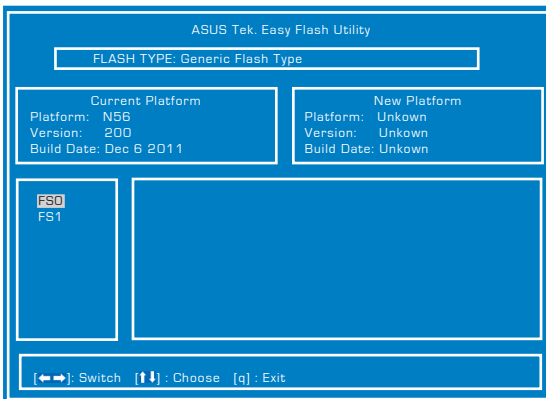 ASUS Tek. Easy Flash Utility
FLASH TYPE: Generic Flash Type
Current Platform
Platform: N56
Version: 200
Build Date: Dec 6 2011
New Platform
Platform: Unkown
Version: Unkown
Build Date: Unkown
FS0
FS1
[←→]: Switch [↑↓] : Choose [q] : Exit